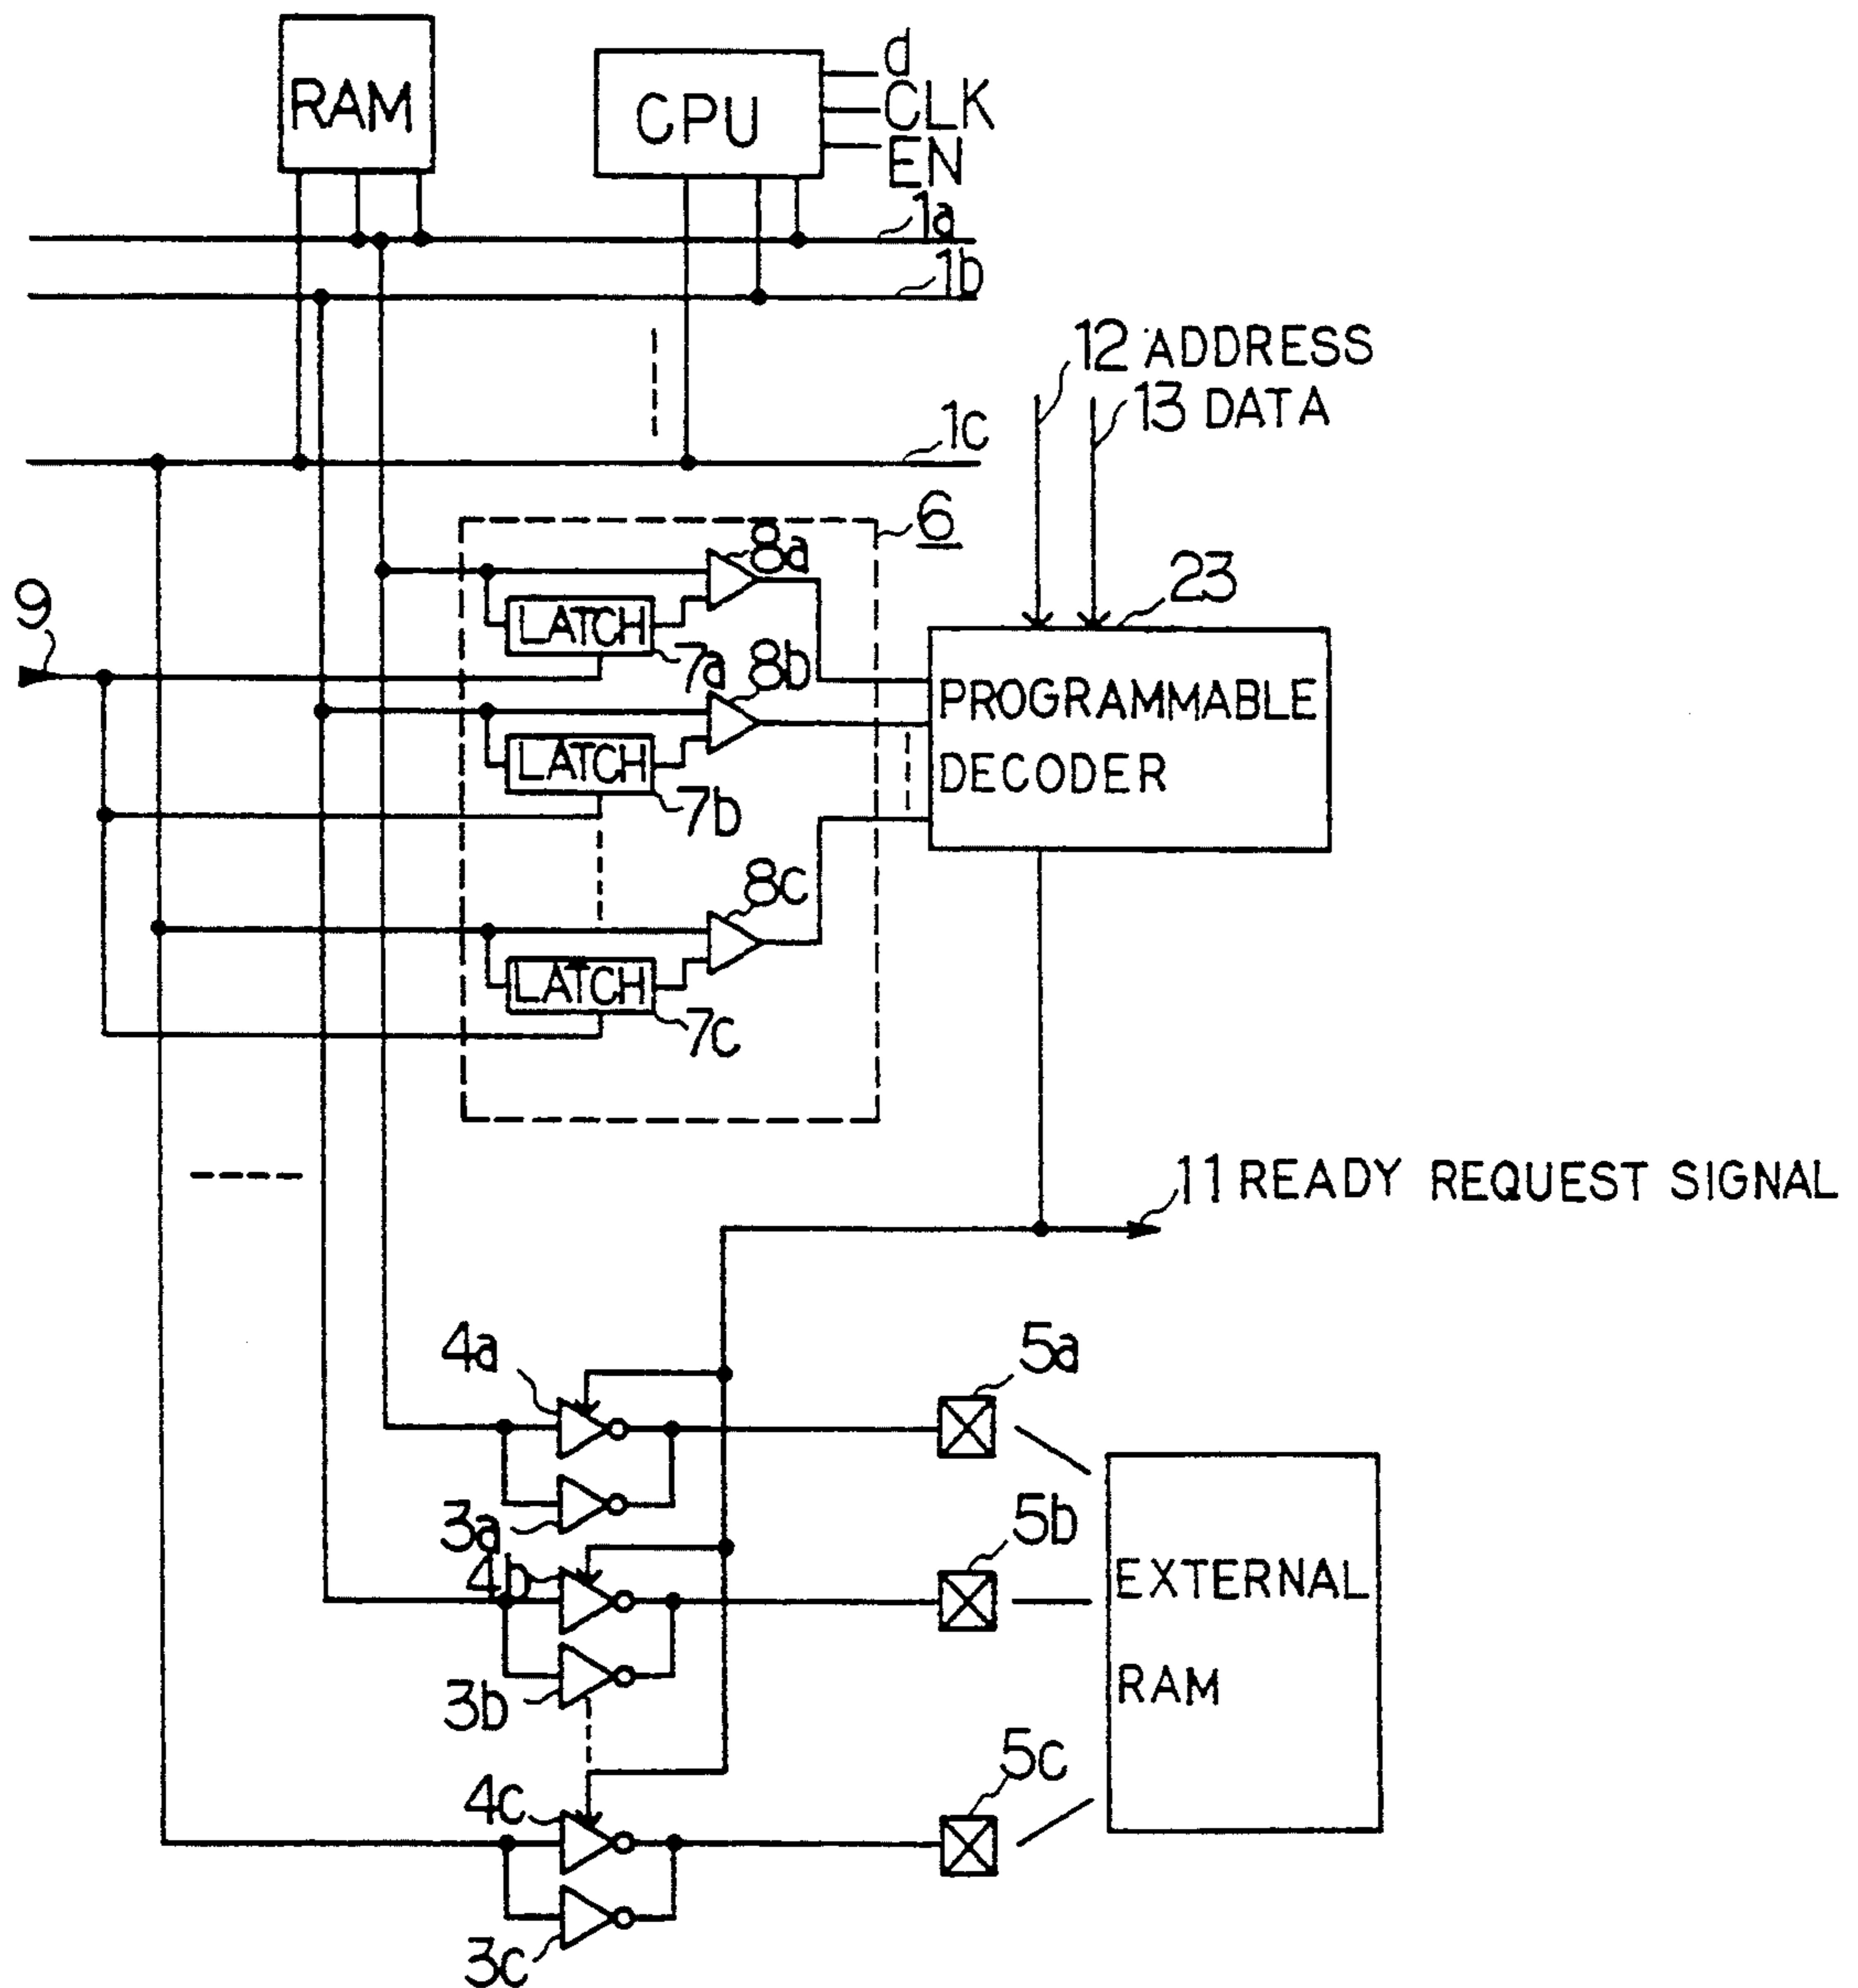 RAM
CPU
d
CLK
EN
1a
1b
12 ADDRESS
13 DATA
1c
6
8a
23
9
LATCH
7a
8b
PROGRAMMABLE
DECODER
LATCH
7b
8c
LATCH
7c
11 READY REQUEST SIGNAL
4a
5a
3a
4b
5b
EXTERNAL
RAM
3b
5c
4c
3c